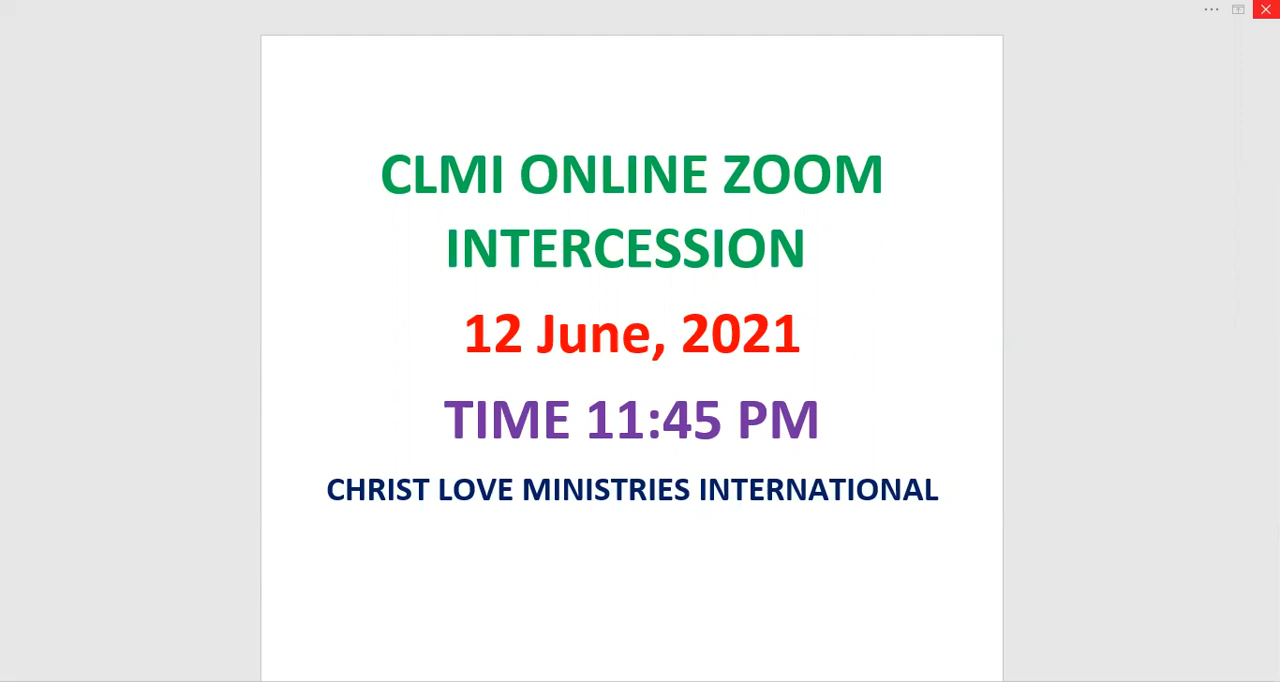 CLMI ONLINE ZOOM
INTERCESSION
12 June, 2021
TIME 11:45 PM
CHRIST LOVE MINISTRIES INTERNATIONAL